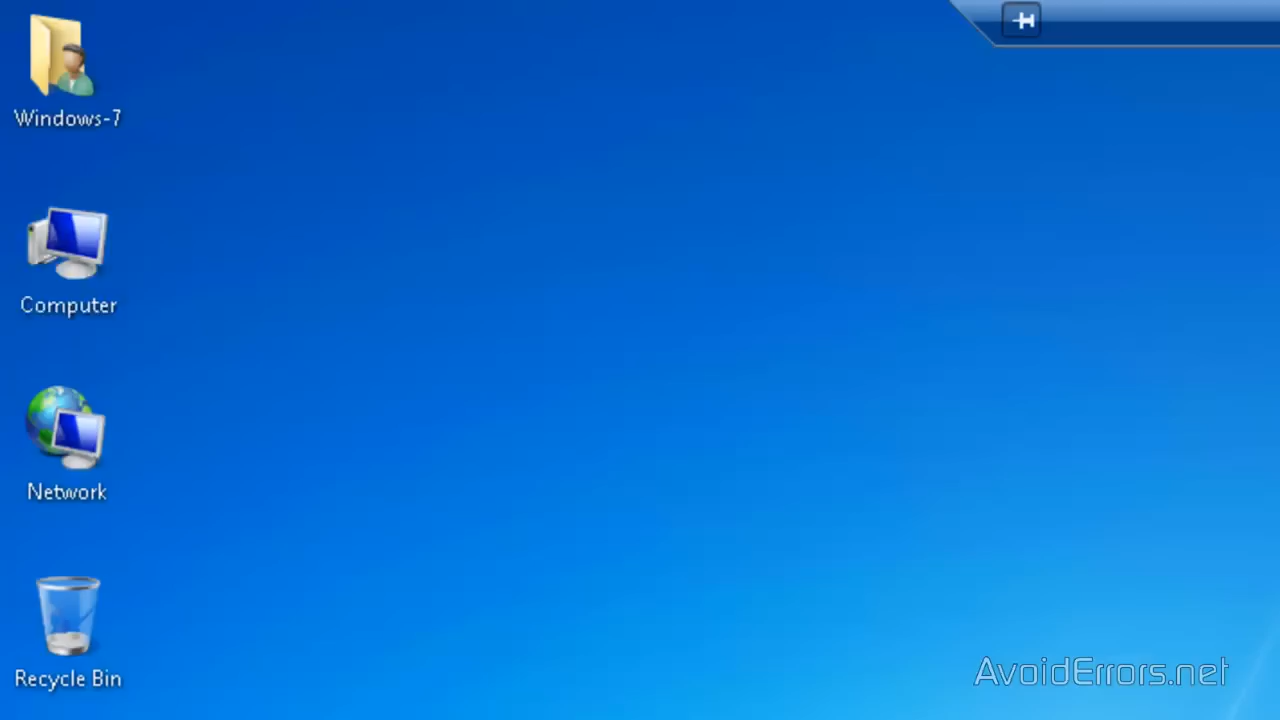 Windows-7
Computer
Network
Recycle Bin
AvoidErrors.net